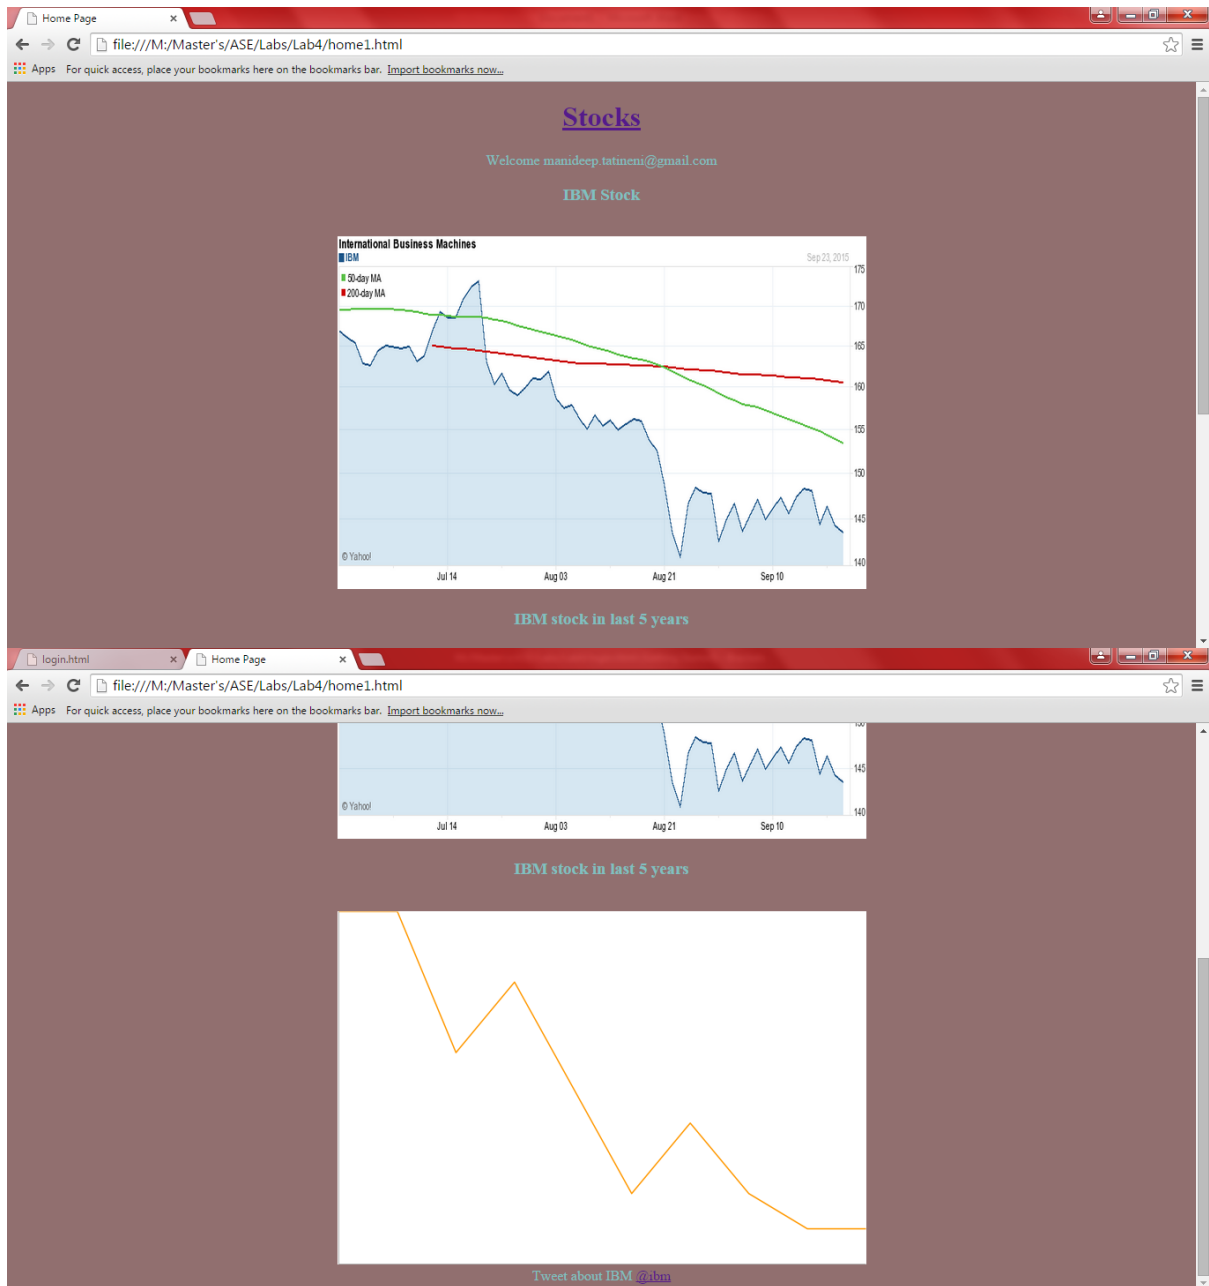 Home Page
file:///M:/Master's/ASE/Labs/Lab4/home1.html
Apps For quick access, place your bookmarks here on the bookmarks bar. Import bookmarks now...
Stocks
Welcome manideep.tatineni@gmail.com
IBM Stock
International Business Machines
IBM Sep 23, 2015
50-day MA
200-day MA
175
170
165
160
155
150
145
140
© Yahoo!
Jul 14 Aug 03 Aug 21 Sep 10
IBM stock in last 5 years
login.html Home Page
file:///M:/Master's/ASE/Labs/Lab4/home1.html
Apps For quick access, place your bookmarks here on the bookmarks bar. Import bookmarks now...
150
145
140
© Yahoo!
Jul 14 Aug 03 Aug 21 Sep 10
IBM stock in last 5 years
Tweet about IBM @ibm